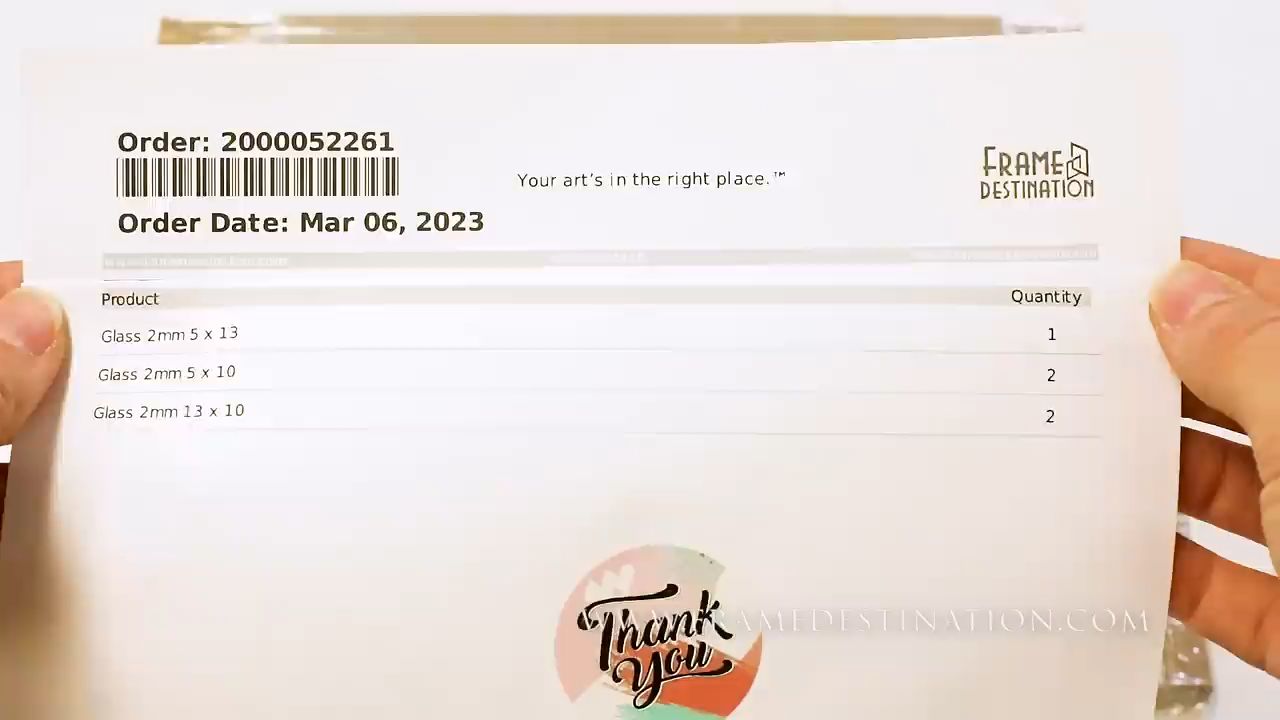 Order: 2000052261
Your art's in the right place.™
FRAME
DESTINATION
Order Date: Mar 06, 2023
Product Quantity
Glass 2mm 5 x 13 1
Glass 2mm 5 x 10 2
Glass 2mm 13 x 10 2
Thank
You
WWW.FRAMEDESTINATION.COM